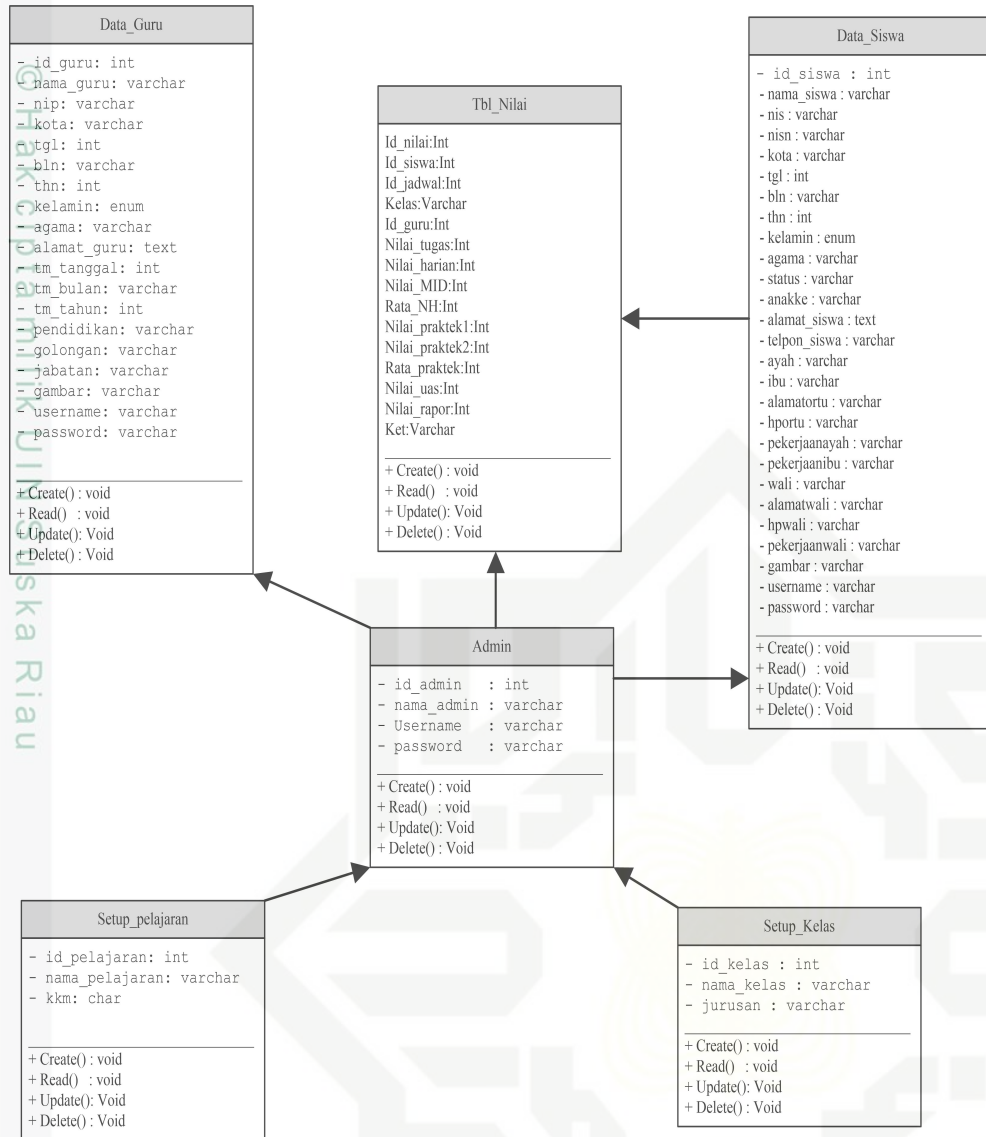 Data_Guru
- id_guru: int
- nama_guru: varchar
- nip: varchar
- kota: varchar
- tgl: int
- bln: varchar
- thn: int
- kelamin: enum
- agama: varchar
- alamat_guru: text
- tm_tanggal: int
- tm_bulan: varchar
- tm_tahun: int
- pendidikan: varchar
- golongan: varchar
- jabatan: varchar
- gambar: varchar
- username: varchar
- password: varchar
+ Create() : void
+ Read() : void
+ Update(): Void
+ Delete() : Void
Tbl_Nilai
Id_nilai:Int
Id_siswa:Int
Id_jadwal:Int
Kelas:Varchar
Id_guru:Int
Nilai_tugas:Int
Nilai_harian:Int
Nilai_MID:Int
Rata_NH:Int
Nilai_praktek1:Int
Nilai_praktek2:Int
Rata_praktek:Int
Nilai_uas:Int
Nilai_rapor:Int
Ket:Varchar
+ Create() : void
+ Read() : void
+ Update(): Void
+ Delete() : Void
Data_Siswa
- id_siswa : int
- nama_siswa : varchar
- nis : varchar
- nisn : varchar
- kota : varchar
- tgl : int
- bln : varchar
- thn : int
- kelamin : enum
- agama : varchar
- status : varchar
- anakke : varchar
- alamat_siswa : text
- telpon_siswa : varchar
- ayah : varchar
- ibu : varchar
- alamatortu : varchar
- hportu : varchar
- pekerjaanayah : varchar
- pekerjaanibu : varchar
- wali : varchar
- alamatwali : varchar
- hpwali : varchar
- pekerjaanwali : varchar
- gambar : varchar
- username : varchar
- password : varchar
+ Create() : void
+ Read() : void
+ Update(): Void
+ Delete() : Void
Admin
- id_admin : int
- nama_admin : varchar
- Username : varchar
- password : varchar
+ Create() : void
+ Read() : void
+ Update(): Void
+ Delete() : Void
Setup_pelajaran
- id_pelajaran: int
- nama_pelajaran: varchar
- kkm: char
+ Create() : void
+ Read() : void
+ Update(): Void
+ Delete() : Void
Setup_Kelas
- id_kelas : int
- nama_kelas : varchar
- jurusan : varchar
+ Create() : void
+ Read() : void
+ Update(): Void
+ Delete() : Void
© Hak cipta milik UIN Suska Riau